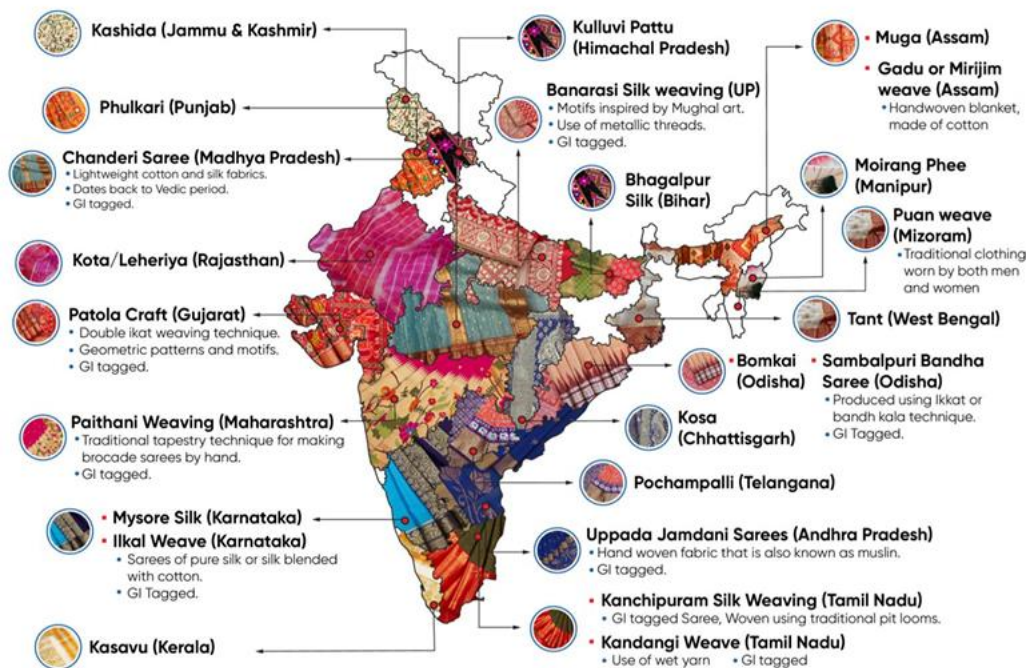 Kashida (Jammu & Kashmir)
Phulkari (Punjab)
Chanderi Saree (Madhya Pradesh)
• Lightweight cotton and silk fabrics.
• Dates back to Vedic period.
• GI tagged.
Kota/Leheriya (Rajasthan)
Patola Craft (Gujarat)
• Double ikat weaving technique.
• Geometric patterns and motifs.
• GI tagged.
Paithani Weaving (Maharashtra)
• Traditional tapestry technique for making
brocade sarees by hand.
• GI tagged.
• Mysore Silk (Karnataka)
• Ilkal Weave (Karnataka)
• Sarees of pure silk or silk blended
with cotton.
• GI Tagged.
Kasavu (Kerala)
Kulluvi Pattu
(Himachal Pradesh)
Banarasi Silk weaving (UP)
• Motifs inspired by Mughal art.
• Use of metallic threads.
• GI tagged.
Bhagalpur
Silk (Bihar)
• Muga (Assam)
• Gadu or Mirijim
weave (Assam)
• Handwoven blanket,
made of cotton
Moirang Phee
(Manipur)
Puan weave
(Mizoram)
• Traditional clothing
worn by both men
and women
Tant (West Bengal)
• Bomkai
(Odisha)
• Sambalpuri Bandha
Saree (Odisha)
• Produced using Ikkat or
bandh kala technique.
• GI Tagged.
Kosa
(Chhattisgarh)
Pochampalli (Telangana)
Uppada Jamdani Sarees (Andhra Pradesh)
• Hand woven fabric that is also known as muslin.
• GI tagged.
• Kanchipuram Silk Weaving (Tamil Nadu)
• GI tagged Saree, Woven using traditional pit looms.
• Kandangi Weave (Tamil Nadu)
• Use of wet yarn • GI tagged